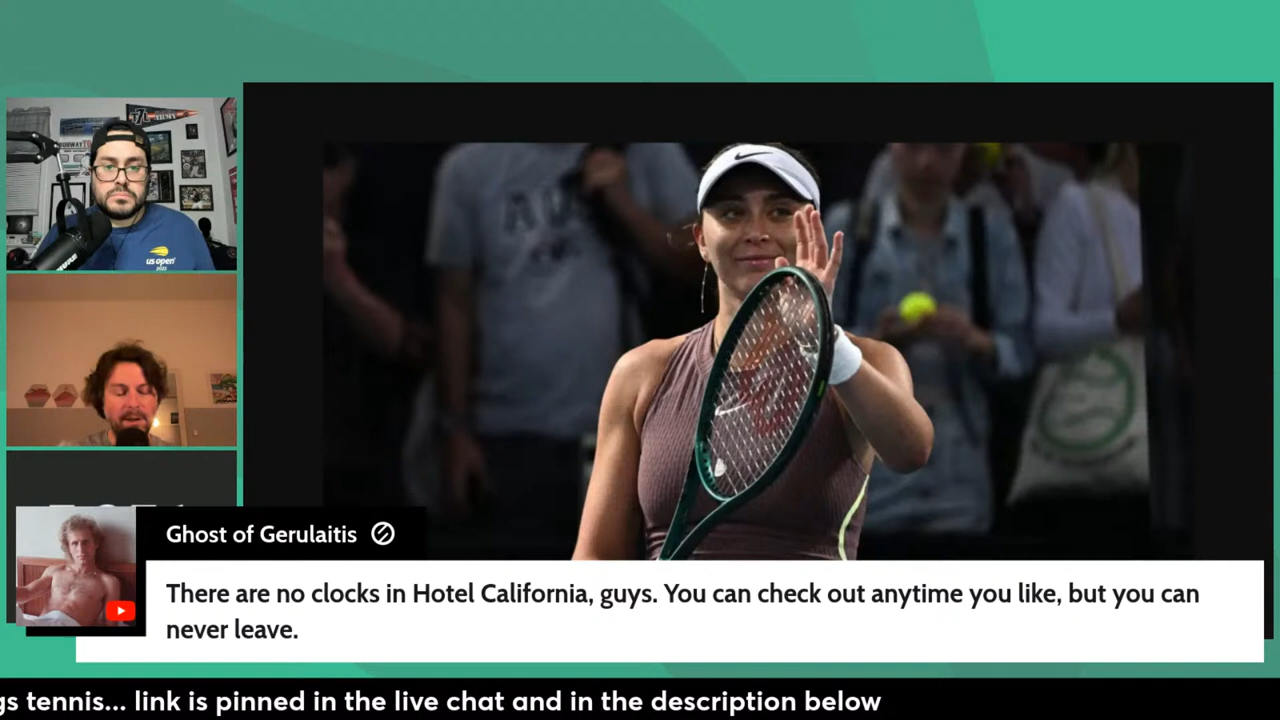 us open
Ghost of Gerulaitis
There are no clocks in Hotel California, guys. You can check out anytime you like, but you can
never leave.
gs tennis... link is pinned in the live chat and in the description below